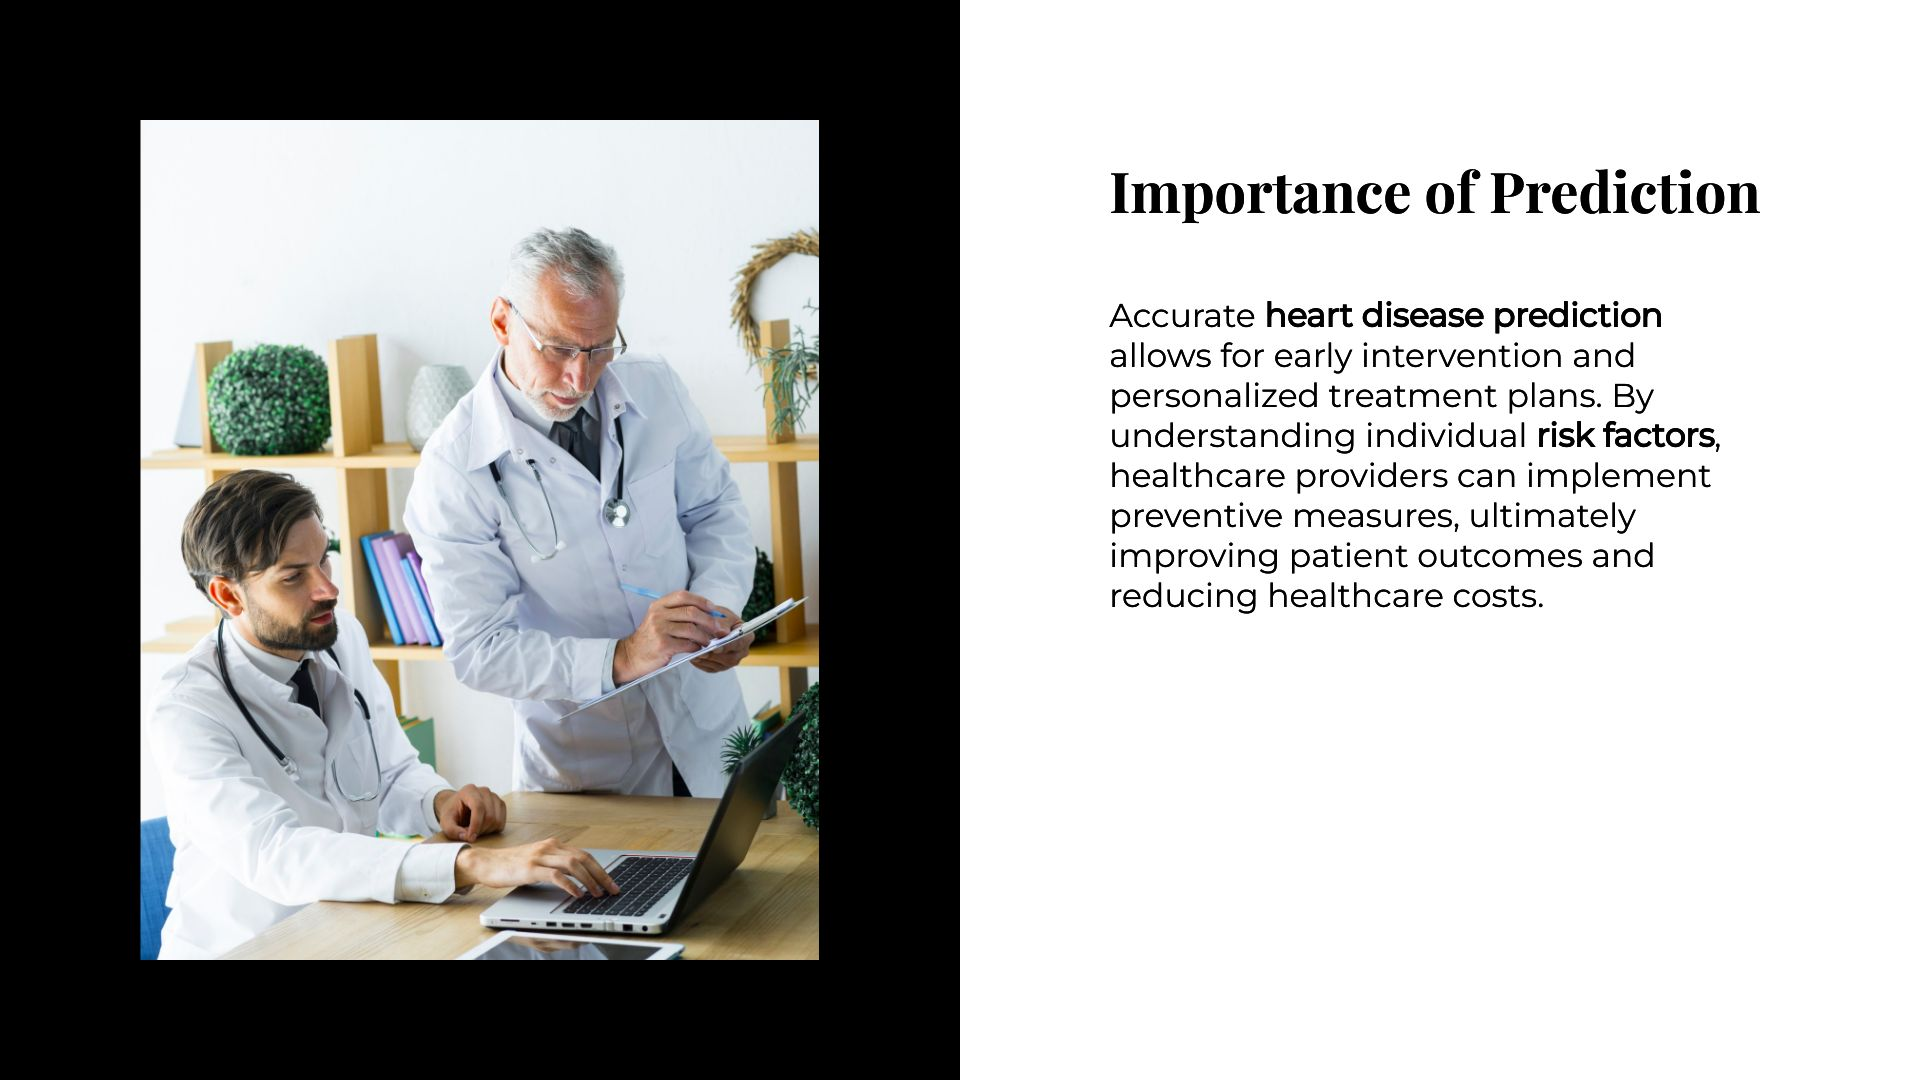 Importance of Prediction
Accurate heart disease prediction
allows for early intervention and
personalized treatment plans. By
understanding individual risk factors,
healthcare providers can implement
preventive measures, ultimately
improving patient outcomes and
reducing healthcare costs.